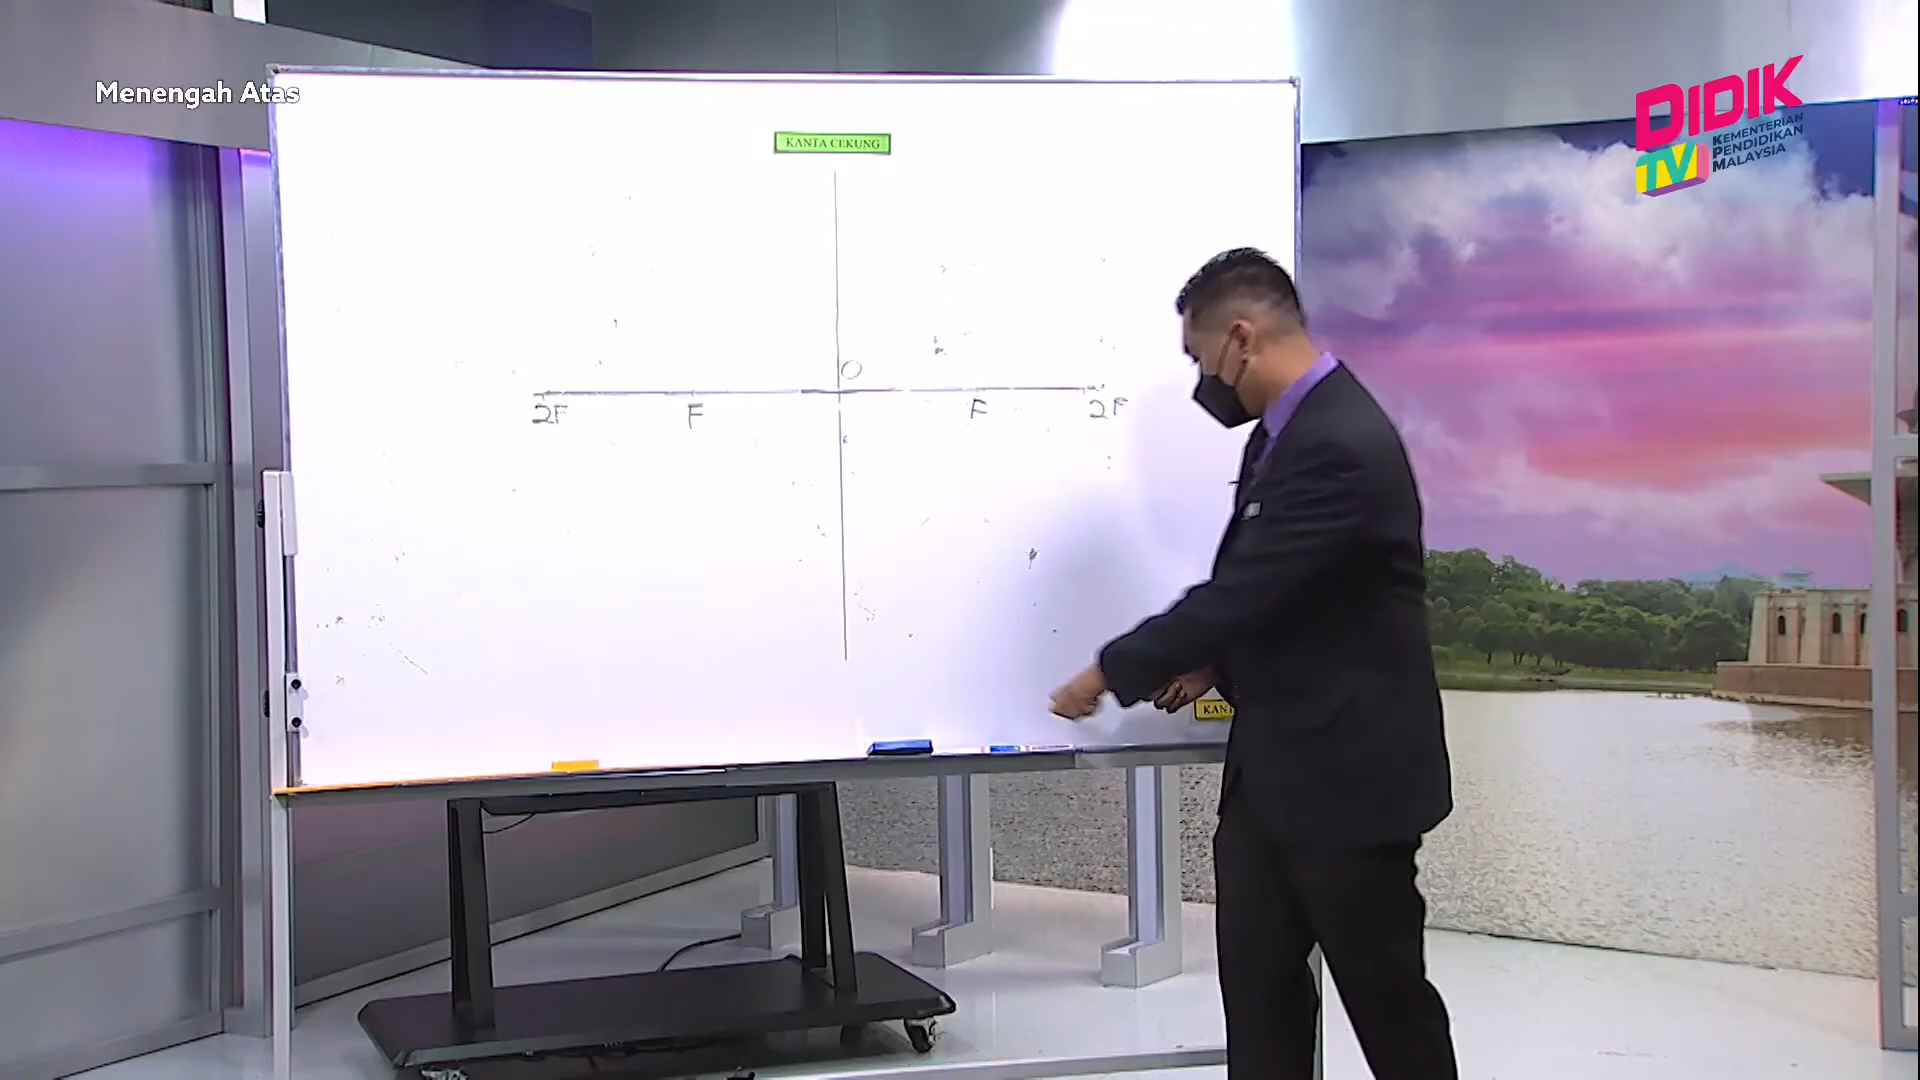 Menengah Atas
DIDIK
TV
KEMENTERIAN
PENDIDIKAN
MALAYSIA
KANTA CEKUNG
O
2F F F 2F